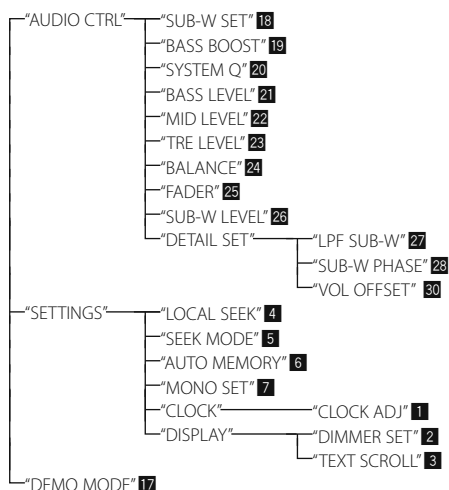 “AUDIO CTRL” “SUB-W SET” 18
“BASS BOOST” 19
“SYSTEM Q” 20
“BASS LEVEL” 21
“MID LEVEL” 22
“TRE LEVEL” 23
“BALANCE” 24
“FADER” 25
“SUB-W LEVEL” 26
“DETAIL SET” “LPF SUB-W” 27
“SUB-W PHASE” 28
“VOL OFFSET” 30
“SETTINGS” “LOCAL SEEK” 4
“SEEK MODE” 5
“AUTO MEMORY” 6
“MONO SET” 7
“CLOCK” “CLOCK ADJ” 1
“DISPLAY” “DIMMER SET” 2
“TEXT SCROLL” 3
“DEMO MODE” 17